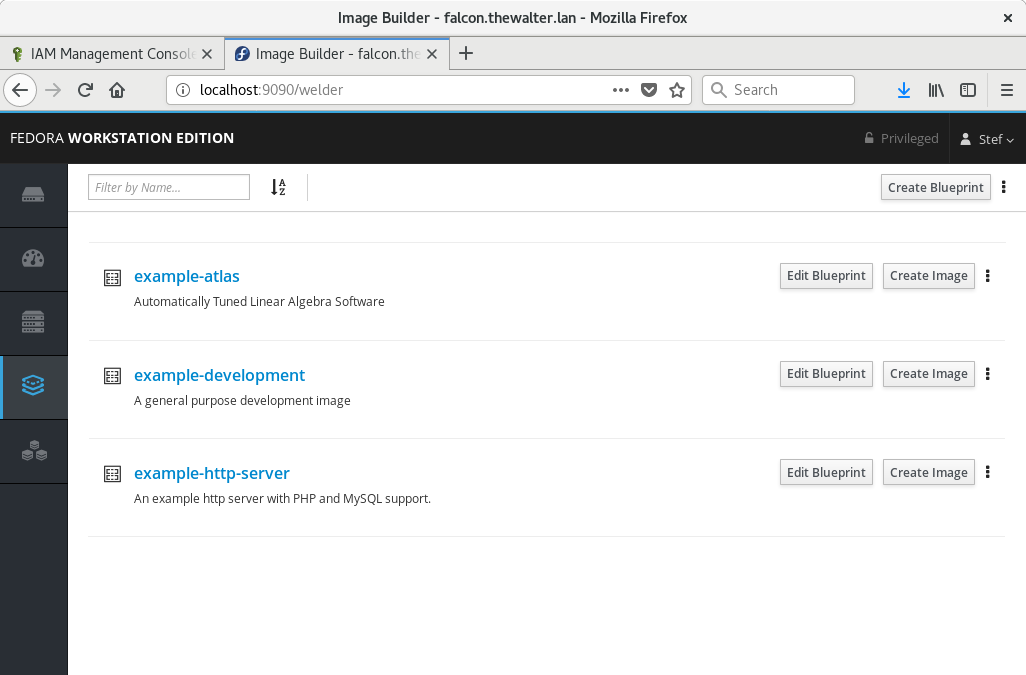 Image Builder - falcon.thewalter.lan - Mozilla Firefox
IAM Management Console
Image Builder - falcon.the
localhost:9090/welder
Search
FEDORA WORKSTATION EDITION
Privileged
Stef
Filter by Name...
A
Z
Create Blueprint
example-atlas
Automatically Tuned Linear Algebra Software
Edit Blueprint
Create Image
example-development
A general purpose development image
Edit Blueprint
Create Image
example-http-server
An example http server with PHP and MySQL support.
Edit Blueprint
Create Image